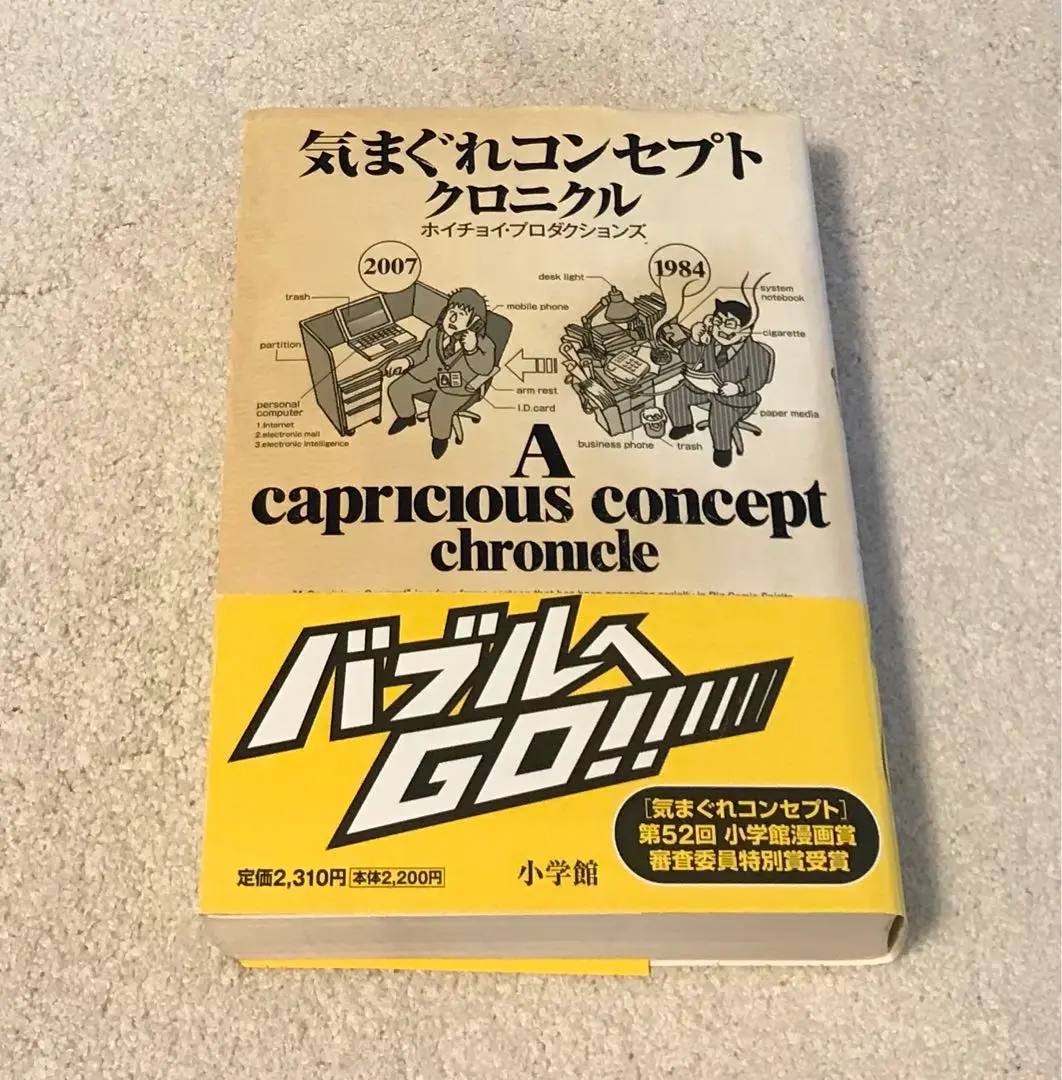 気まぐれコンセプト
クロニクル
ホイチョイ・プロダクションズ
2007
trash
mobile phone
partition
arm rest
I.D.card
personal
computer
1.Internet
2.electronic mail
3.electronic intelligence
1984
desk light
system
notebook
cigarette
paper media
business phone
trash
A
capricious concept
chronicle
バブルへ
GO!!
[気まぐれコンセプト]
第52回 小学館漫画賞
審査委員特別賞受賞
定価2,310円 本体2,200円
小学館